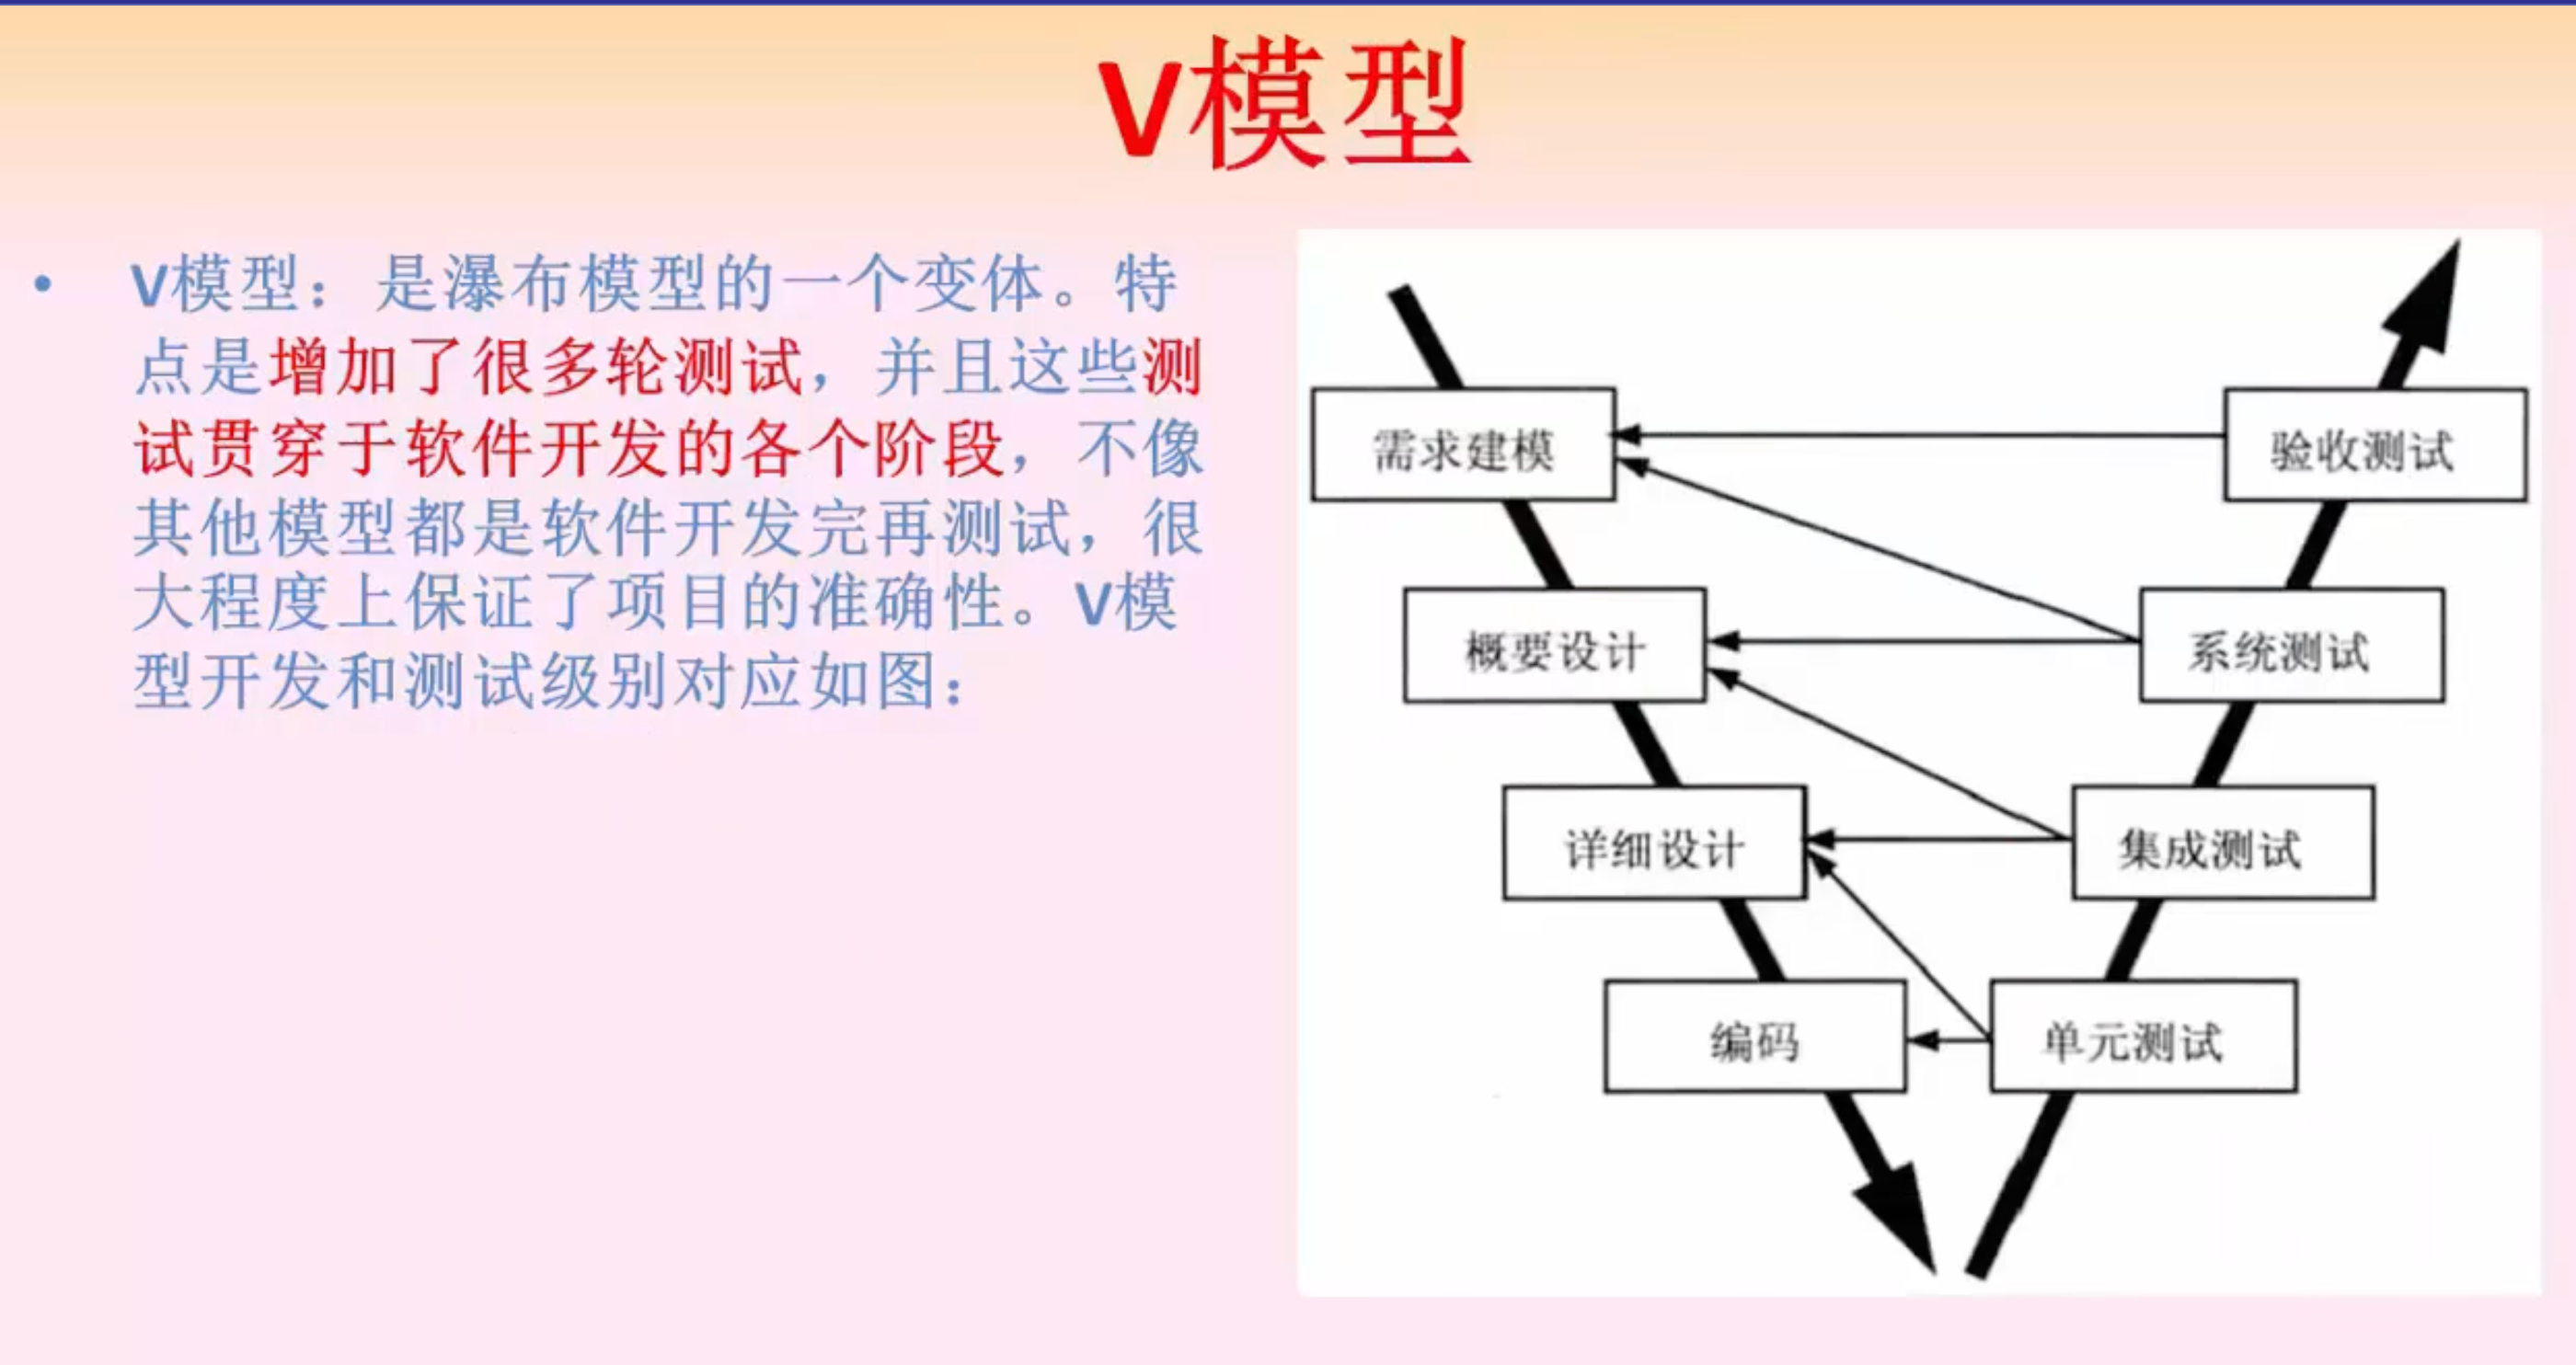 V模型
• V模型：是瀑布模型的一个变体。特
点是增加了很多轮测试，并且这些测
试贯穿于软件开发的各个阶段，不像
其他模型都是软件开发完再测试，很
大程度上保证了项目的准确性。V模
型开发和测试级别对应如图：
需求建模
验收测试
概要设计
系统测试
详细设计
集成测试
编码
单元测试